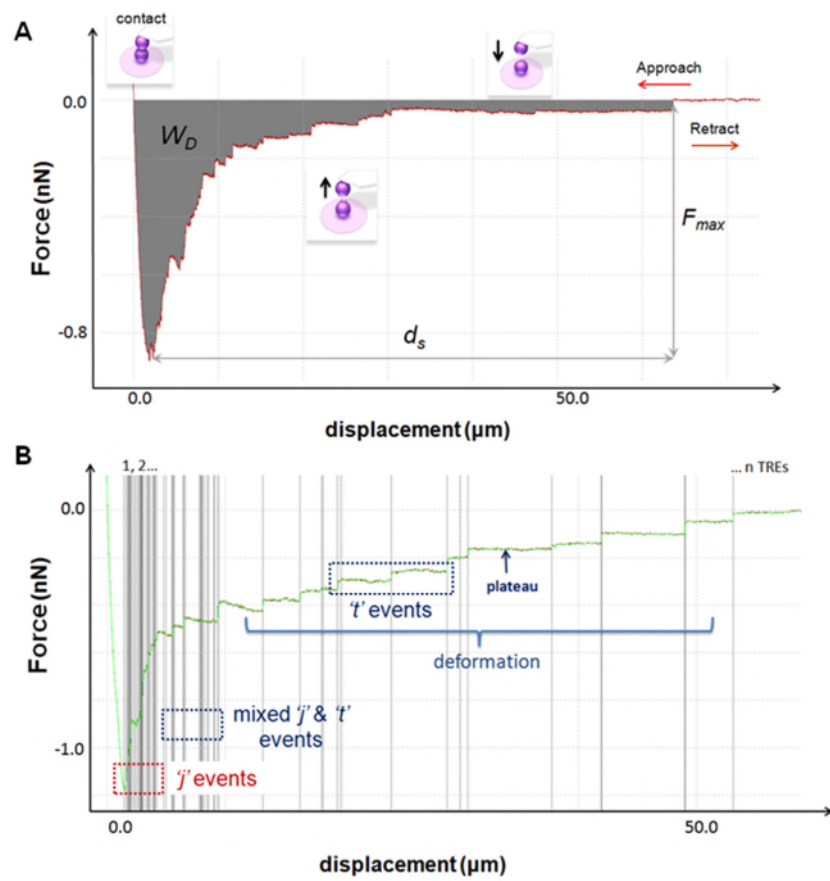 A
contact
Approach
Retract
0.0
-0.8
Force (nN)
W_D
F_max
d_s
0.0
50.0
displacement (µm)
B
1, 2...
... n TREs
0.0
-1.0
Force (nN)
plateau
't' events
deformation
mixed 'j' & 't'
events
'j' events
0.0
50.0
displacement (µm)